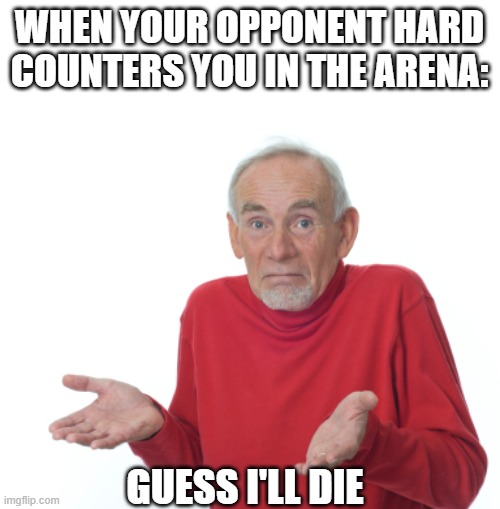 WHEN YOUR OPPONENT HARD
COUNTERS YOU IN THE ARENA:
GUESS I'LL DIE
imgflip.com